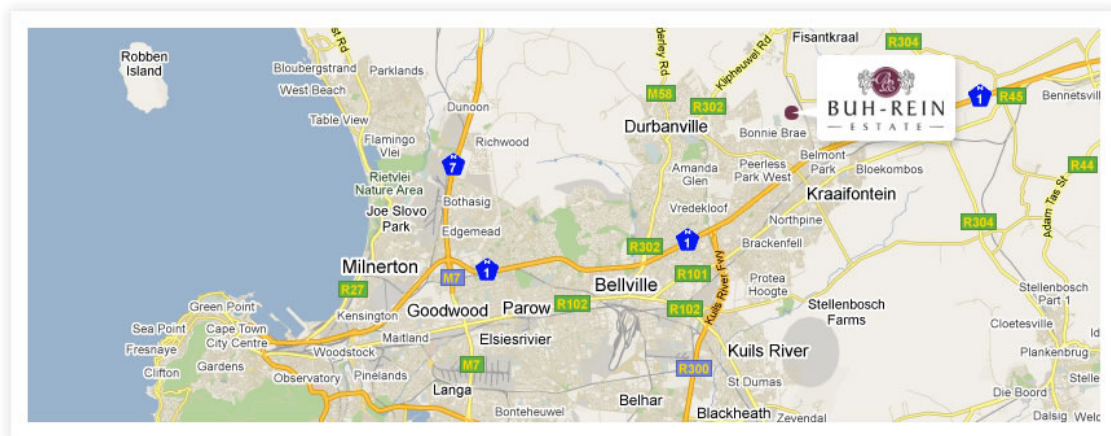 Robben
Island
Bloubergstrand
Parklands
West Beach
Table View
Dunoon
Richwood
Flamingo
Vlei
Rietvlei
Nature Area
N
7
Joe Slovo
Park
Bothasig
Edgemead
Milnerton
R27
M7
N
1
Goodwood
Parow
R102
Green Point
Sea Point
Cape Town
City Centre
Fresnaye
Clifton
Gardens
Kensington
Woodstock
Maitland
Observatory
Pinelands
Elsiesrivier
M7
Langa
Bonteheuwel
Belhar
Bellville
R302
N
1
R101
R102
Kuils River Fwy
R300
Kuils River
St Dumas
Blackheath
Zevendal
M58
R302
Klipheuwel Rd
Durbanville
Amanda
Glen
Peerless
Park West
Bonnie Brae
Vredekloof
Fisantkraal
R304
BR
BUH-REIN
ESTATE
N
1
R45
Bennetsvil
Belmont
Park
Bloekombos
Kraaifontein
Northpine
Brackenfell
Protea
Hoogte
R44
Adam Tas St
R304
Stellenbosch
Farms
Stellenbosch
Part 1
Cloetesville
Plankenbrug
Die Boord
Dalsig